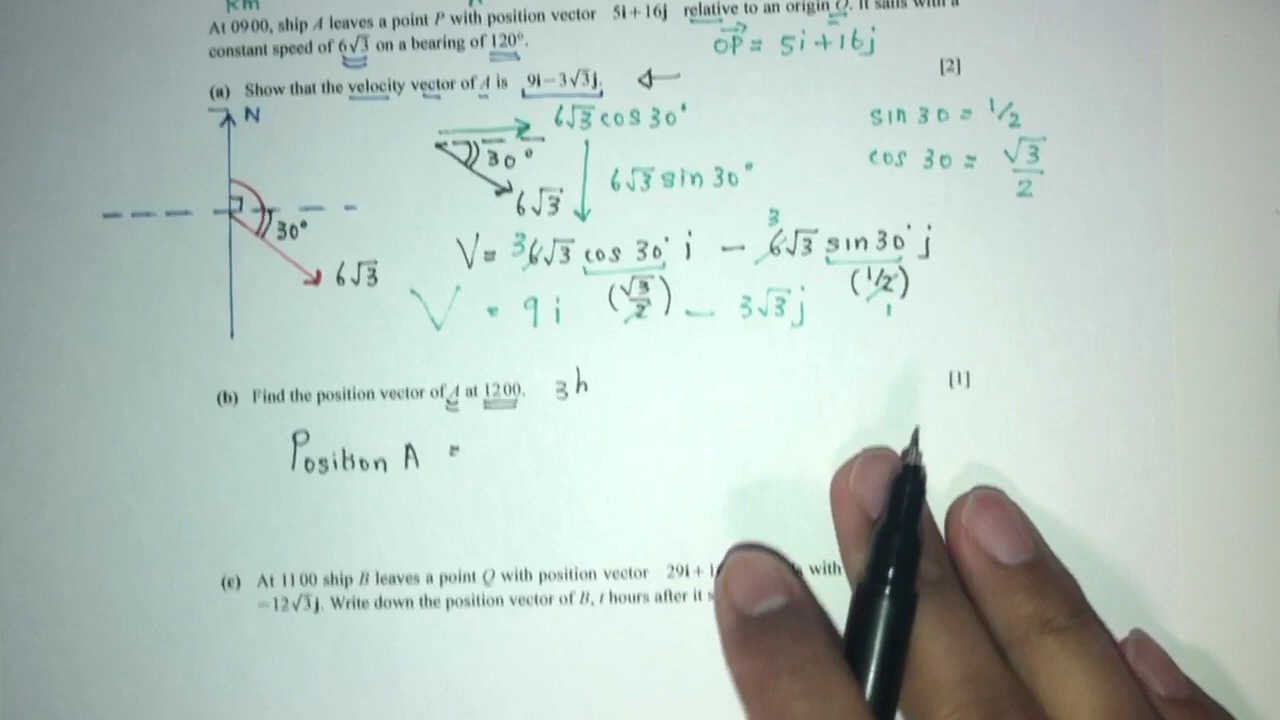 km
At 0900, ship A leaves a point P with position vector 5i + 16j relative to an origin O. It sails with a
constant speed of 6√3 on a bearing of 120°.
OP = 5i + 16j
(a) Show that the velocity vector of A is 9i − 3√3j.
[2]
N
6√3 cos 30°
30°
6√3
6√3 sin 30°
sin 30 = 1/2
cos 30 = √3/2
30°
6√3
3 3
V = 6√3 cos 30° i − 6√3 sin 30° j
(√3/2) (1/2)
1
V = 9i − 3√3 j
(b) Find the position vector of A at 1200. 3h
[1]
Position A =
(c) At 1100 ship B leaves a point Q with position vector 29i + with
−12√3j. Write down the position vector of B, t hours after it